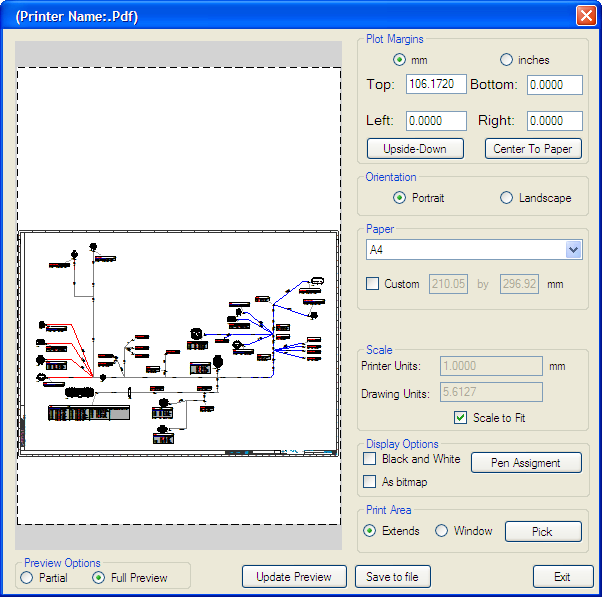 (Printer Name:.Pdf)
Plot Margins
mm inches
Top: 106.1720 Bottom: 0.0000
Left: 0.0000 Right: 0.0000
Upside-Down Center To Paper
Orientation
Portrait Landscape
Paper
A4
Custom 210.05 by 296.92 mm
Scale
Printer Units: 1.0000 mm
Drawing Units: 5.6127
Scale to Fit
Display Options
Black and White Pen Assigment
As bitmap
Print Area
Extends Window Pick
Preview Options
Partial Full Preview Update Preview Save to file Exit